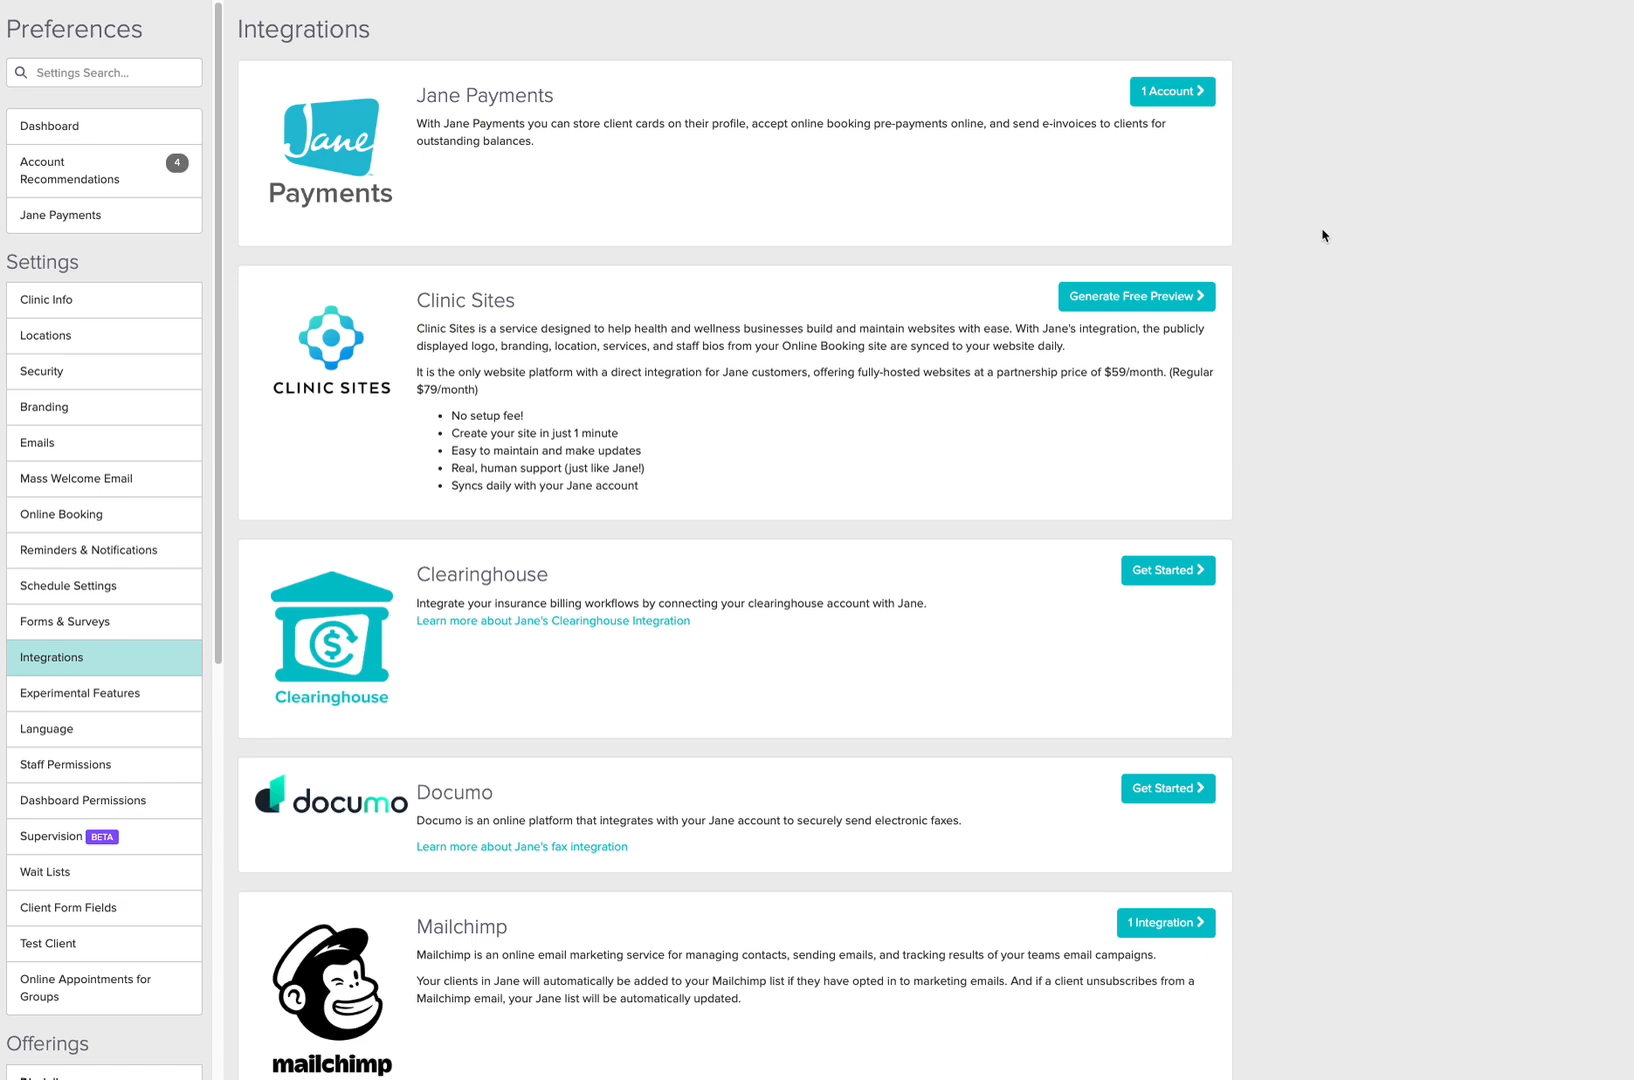 Preferences
Settings Search...
Dashboard
Account
Recommendations
4
Jane Payments
Settings
Clinic Info
Locations
Security
Branding
Emails
Mass Welcome Email
Online Booking
Reminders & Notifications
Schedule Settings
Forms & Surveys
Integrations
Experimental Features
Language
Staff Permissions
Dashboard Permissions
Supervision BETA
Wait Lists
Client Form Fields
Test Client
Online Appointments for
Groups
Offerings
Integrations
Jane
Payments
Jane Payments
1 Account
With Jane Payments you can store client cards on their profile, accept online booking pre-payments online, and send e-invoices to clients for
outstanding balances.
CLINIC SITES
Clinic Sites
Generate Free Preview
Clinic Sites is a service designed to help health and wellness businesses build and maintain websites with ease. With Jane's integration, the publicly
displayed logo, branding, location, services, and staff bios from your Online Booking site are synced to your website daily.
It is the only website platform with a direct integration for Jane customers, offering fully-hosted websites at a partnership price of $59/month. (Regular
$79/month)
• No setup fee!
• Create your site in just 1 minute
• Easy to maintain and make updates
• Real, human support (just like Jane!)
• Syncs daily with your Jane account
Clearinghouse
Clearinghouse
Get Started
Integrate your insurance billing workflows by connecting your clearinghouse account with Jane.
Learn more about Jane's Clearinghouse Integration
documo
Documo
Get Started
Documo is an online platform that integrates with your Jane account to securely send electronic faxes.
Learn more about Jane's fax integration
mailchimp
Mailchimp
1 Integration
Mailchimp is an online email marketing service for managing contacts, sending emails, and tracking results of your teams email campaigns.
Your clients in Jane will automatically be added to your Mailchimp list if they have opted in to marketing emails. And if a client unsubscribes from a
Mailchimp email, your Jane list will be automatically updated.